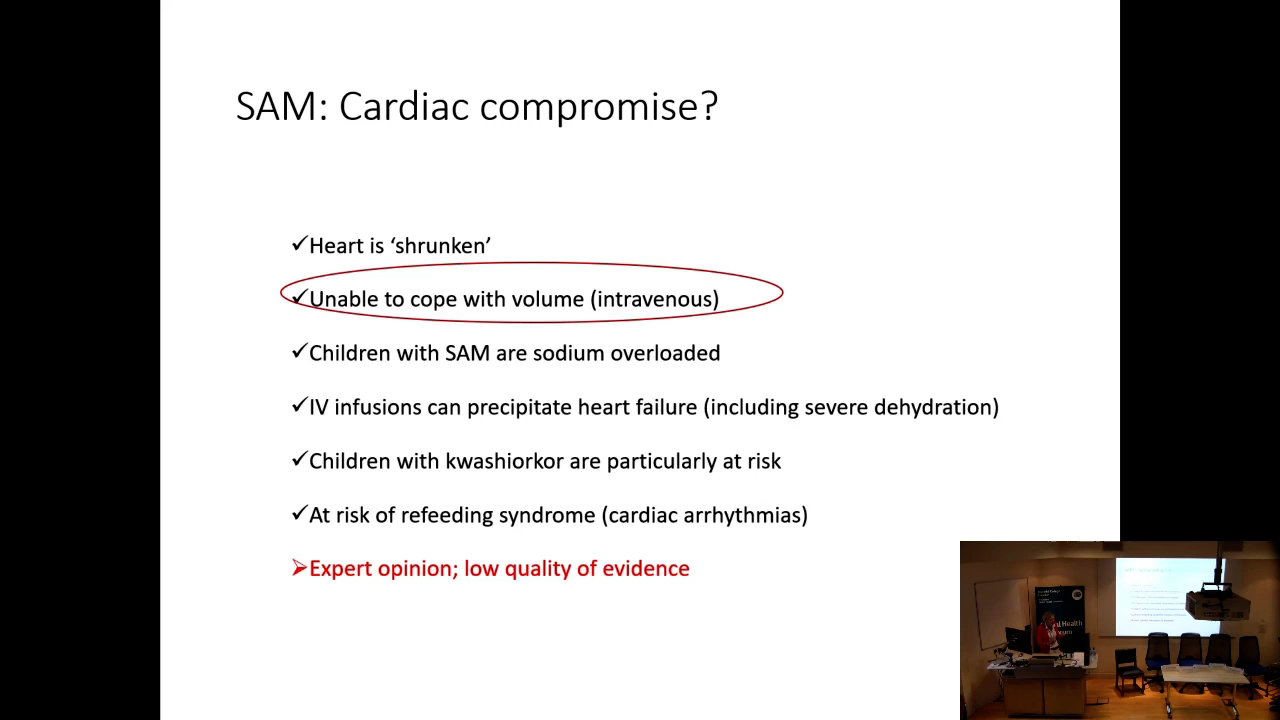 SAM: Cardiac compromise?
✓Heart is ‘shrunken’
✓Unable to cope with volume (intravenous)
✓Children with SAM are sodium overloaded
✓IV infusions can precipitate heart failure (including severe dehydration)
✓Children with kwashiorkor are particularly at risk
✓At risk of refeeding syndrome (cardiac arrhythmias)
➢Expert opinion; low quality of evidence
Health